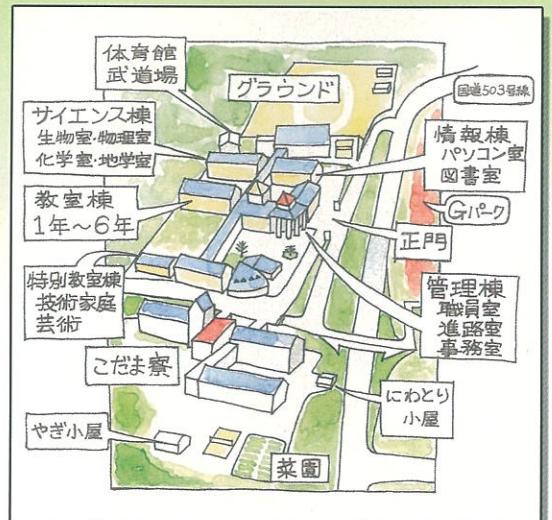 体育館
武道場
グラウンド
国道503号線
サイエンス棟
生物室・物理室
化学室・地学室
情報棟
パソコン室
図書室
教室棟
1年〜6年
Gパーク
正門
特別教室棟
技術家庭
芸術
管理棟
職員室
進路室
事務室
こだま寮
にわとり
小屋
やぎ小屋
菜園